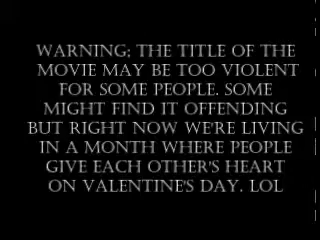 WARNING; THE TITLE OF THE
MOVIE MAY BE TOO VIOLENT
FOR SOME PEOPLE. SOME
MIGHT FIND IT OFFENDING
BUT RIGHT NOW WE'RE LIVING
IN A MONTH WHERE PEOPLE
GIVE EACH OTHER'S HEART
ON VALENTINE'S DAY. LOL